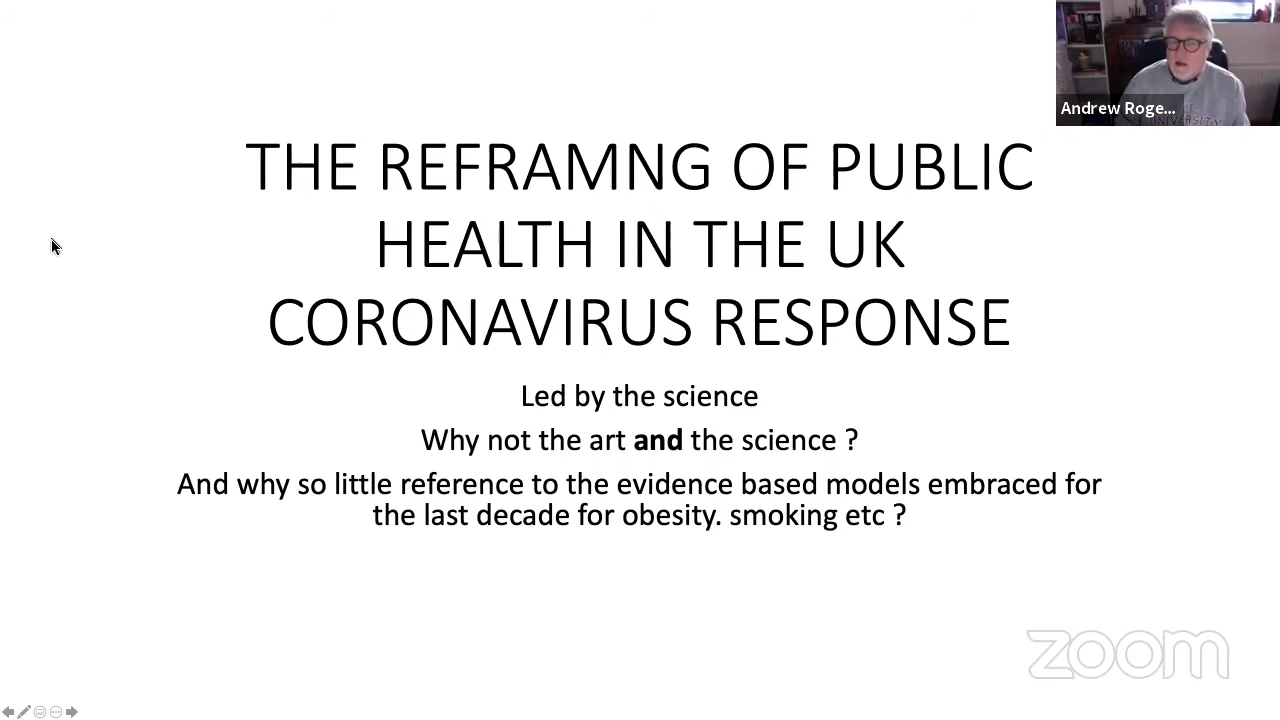 Andrew Roge...
UNIVERSITY
THE REFRAMNG OF PUBLIC
HEALTH IN THE UK
CORONAVIRUS RESPONSE
Led by the science
Why not the art and the science ?
And why so little reference to the evidence based models embraced for
the last decade for obesity. smoking etc ?
zoom